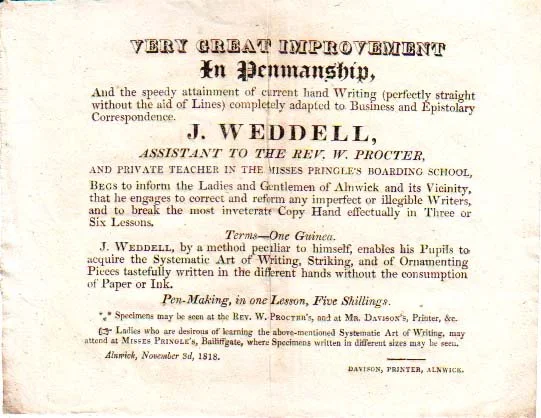 VERY GREAT IMPROVEMENT
In Penmanship,
And the speedy attainment of current hand Writing (perfectly straight
without the aid of Lines) completely adapted to Business and Epistolary
Correspondence.
J. WEDDELL,
ASSISTANT TO THE REV. W. PROCTER,
AND PRIVATE TEACHER IN THE MISSES PRINGLE'S BOARDING SCHOOL,
BEGS to inform the Ladies and Gentlemen of Alnwick and its Vicinity,
that he engages to correct and reform any imperfect or illegible Writers,
and to break the most inveterate Copy Hand effectually in Three or
Six Lessons.
Terms—One Guinea.
J. WEDDELL, by a method peculiar to himself, enables his Pupils to
acquire the Systematic Art of Writing, Striking, and of Ornamenting
Pieces tastefully written in the different hands without the consumption
of Paper or Ink.
Pen-Making, in one Lesson, Five Shillings.
*** Specimens may be seen at the REV. W. PROCTER'S, and at MR. DAVISON'S, Printer, &c.
☞ Ladies who are desirous of learning the above-mentioned Systematic Art of Writing, may
attend at MISSES PRINGLE'S, Bailiffgate, where Specimens written in different sizes may be seen.
Alnwick, November 3d, 1818.
DAVISON, PRINTER, ALNWICK.